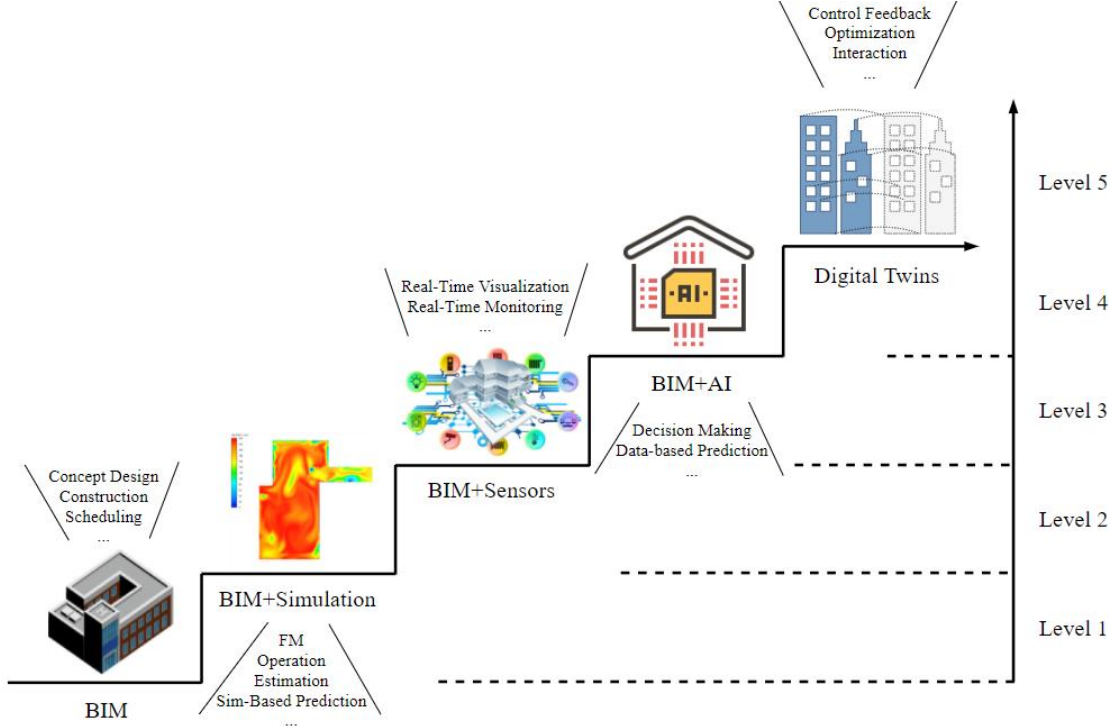 Control Feedback
Optimization
Interaction
...
Level 5
Digital Twins
AI
Real-Time Visualization
Real-Time Monitoring
...
Level 4
BIM+AI
Decision Making
Data-based Prediction
...
Level 3
BIM+Sensors
Concept Design
Construction
Scheduling
...
Level 2
BIM+Simulation
FM
Operation
Estimation
Sim-Based Prediction
...
Level 1
BIM